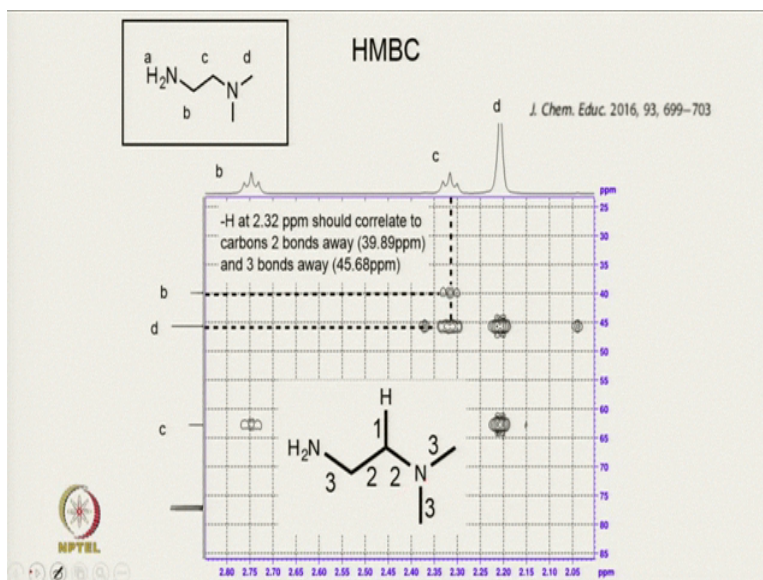 HMBC
a
c
d
H₂N
N
b
d
J. Chem. Educ. 2016, 93, 699–703
b
c
ppm
-H at 2.32 ppm should correlate to
carbons 2 bonds away (39.89ppm)
and 3 bonds away (45.68ppm)
25
30
35
b
40
d
45
50
55
c
60
65
70
75
80
85
H
1
H₂N
3
2
2
N
3
3
NPTEL
2.80 2.75 2.70 2.65 2.60 2.55 2.50 2.45 2.40 2.35 2.30 2.25 2.20 2.15 2.10 2.05 ppm